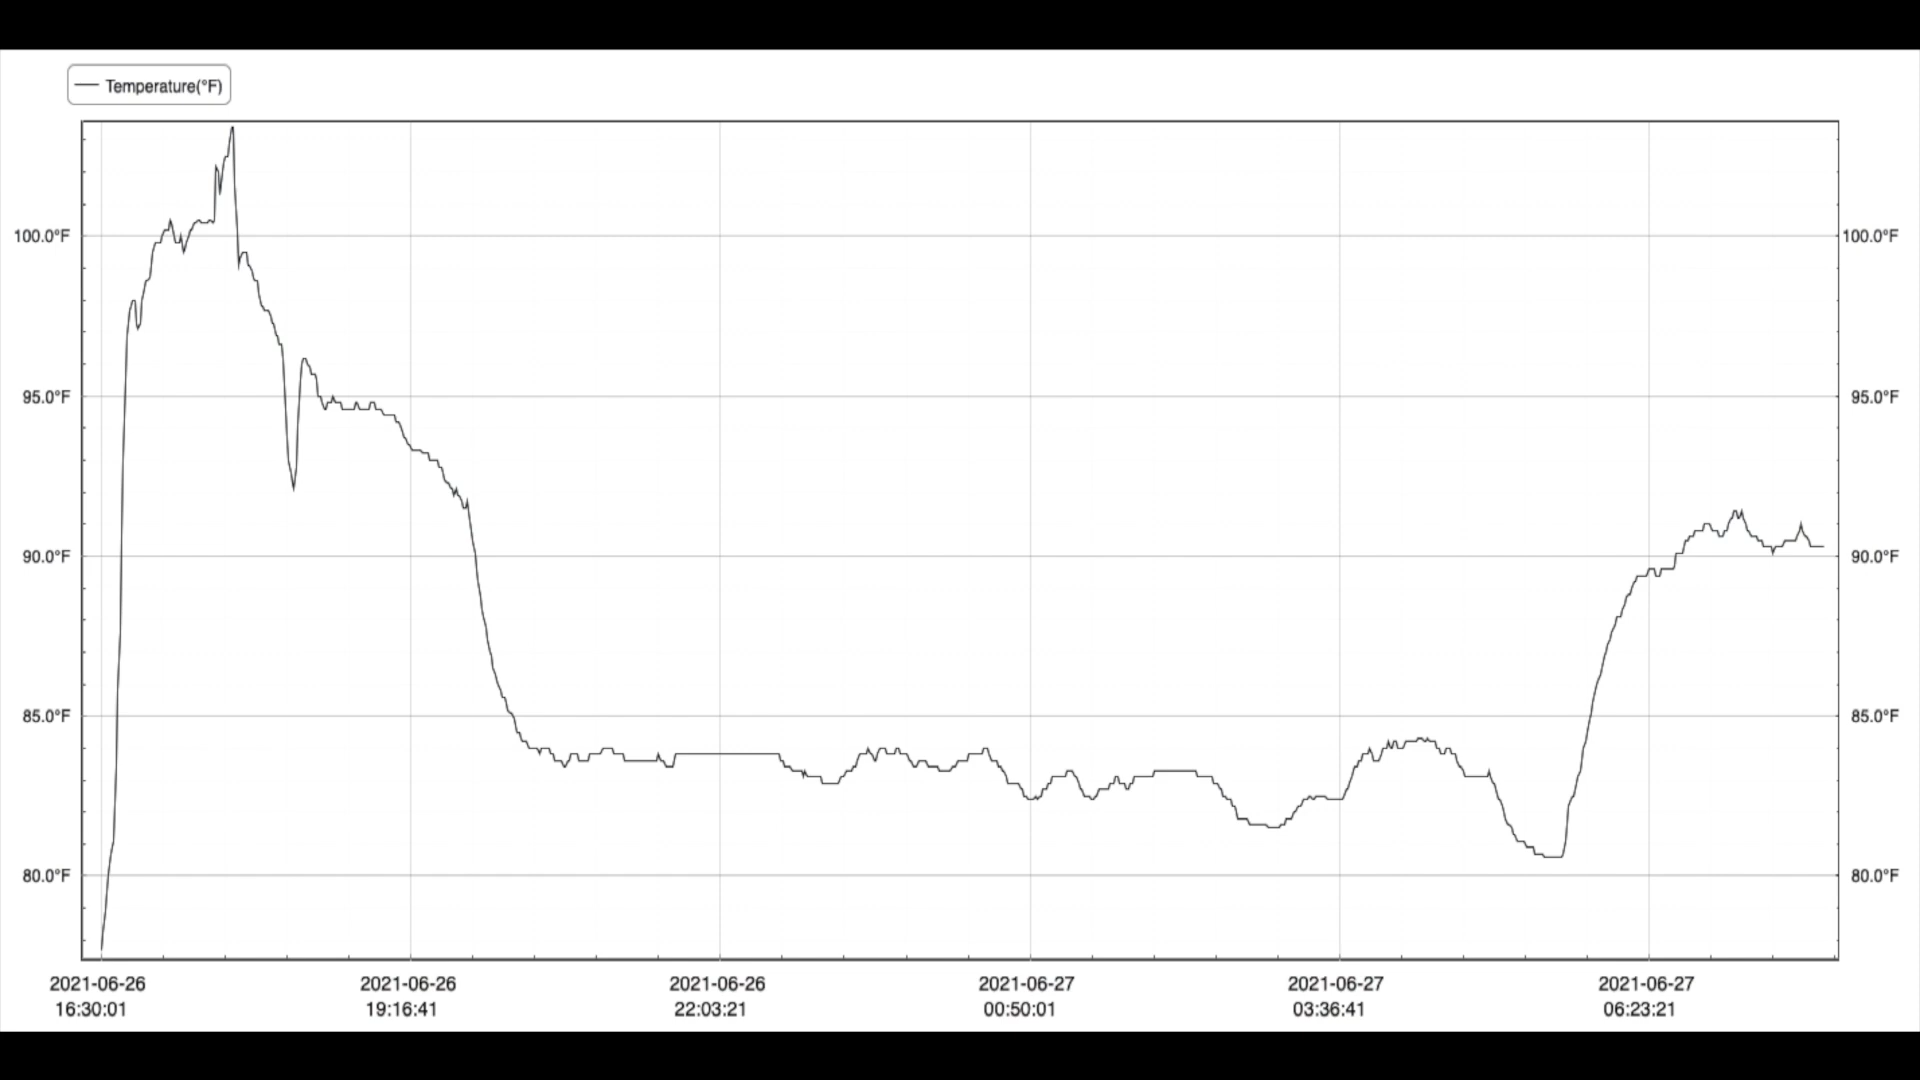 Temperature(°F)
100.0°F 100.0°F
95.0°F 95.0°F
90.0°F 90.0°F
85.0°F 85.0°F
80.0°F 80.0°F
2021-06-26 2021-06-26 2021-06-26 2021-06-27 2021-06-27 2021-06-27
16:30:01 19:16:41 22:03:21 00:50:01 03:36:41 06:23:21